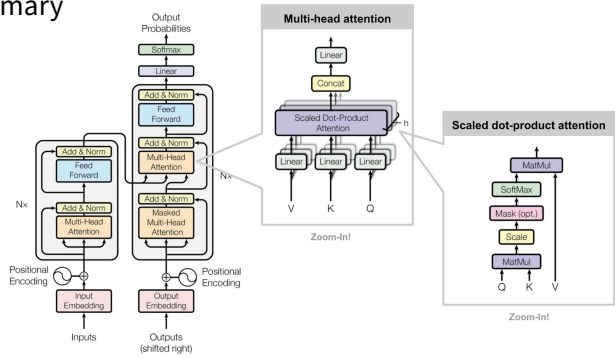 mary
Output
Probabilities
Softmax
Linear
Add & Norm
Feed
Forward
Add & Norm
Multi-Head
Attention
Add & Norm
Masked
Multi-Head
Attention
Nx
Add & Norm
Feed
Forward
Add & Norm
Multi-Head
Attention
Nx
Positional
Encoding
Positional
Encoding
Input
Embedding
Output
Embedding
Inputs
Outputs
(shifted right)
Multi-head attention
Linear
Concat
Scaled Dot-Product
Attention
h
Linear
Linear
Linear
V
K
Q
Zoom-In!
Scaled dot-product attention
MatMul
SoftMax
Mask (opt.)
Scale
MatMul
Q
K
V
Zoom-In!